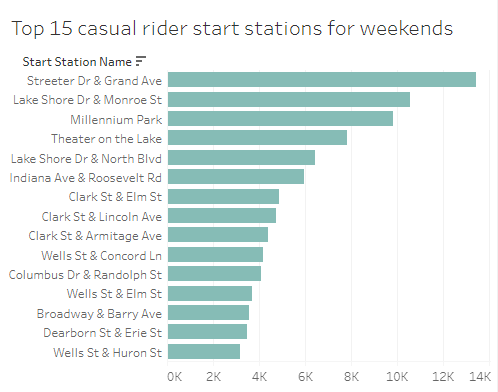 Top 15 casual rider start stations for weekends
Start Station Name
Streeter Dr & Grand Ave
Lake Shore Dr & Monroe St
Millennium Park
Theater on the Lake
Lake Shore Dr & North Blvd
Indiana Ave & Roosevelt Rd
Clark St & Elm St
Clark St & Lincoln Ave
Clark St & Armitage Ave
Wells St & Concord Ln
Columbus Dr & Randolph St
Wells St & Elm St
Broadway & Barry Ave
Dearborn St & Erie St
Wells St & Huron St
0K 2K 4K 6K 8K 10K 12K 14K